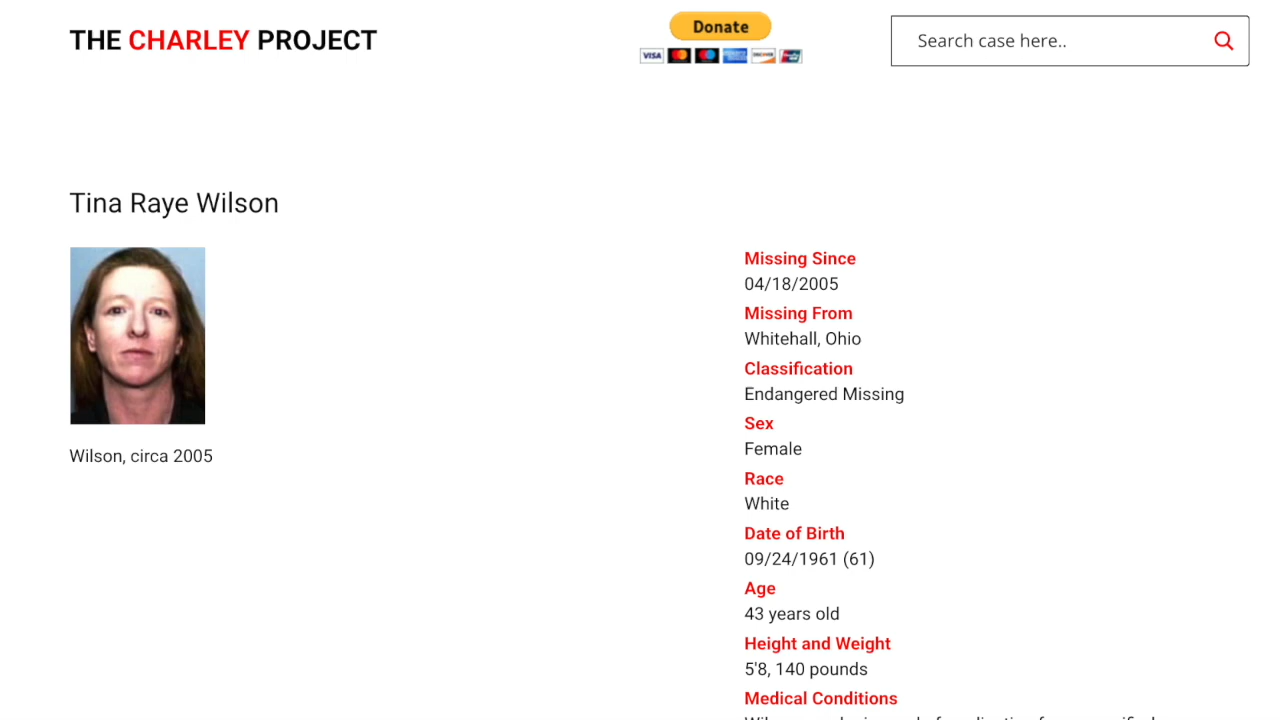 THE CHARLEY PROJECT
Donate
VISA
Search case here..
Tina Raye Wilson
Wilson, circa 2005
Missing Since
04/18/2005
Missing From
Whitehall, Ohio
Classification
Endangered Missing
Sex
Female
Race
White
Date of Birth
09/24/1961 (61)
Age
43 years old
Height and Weight
5'8, 140 pounds
Medical Conditions